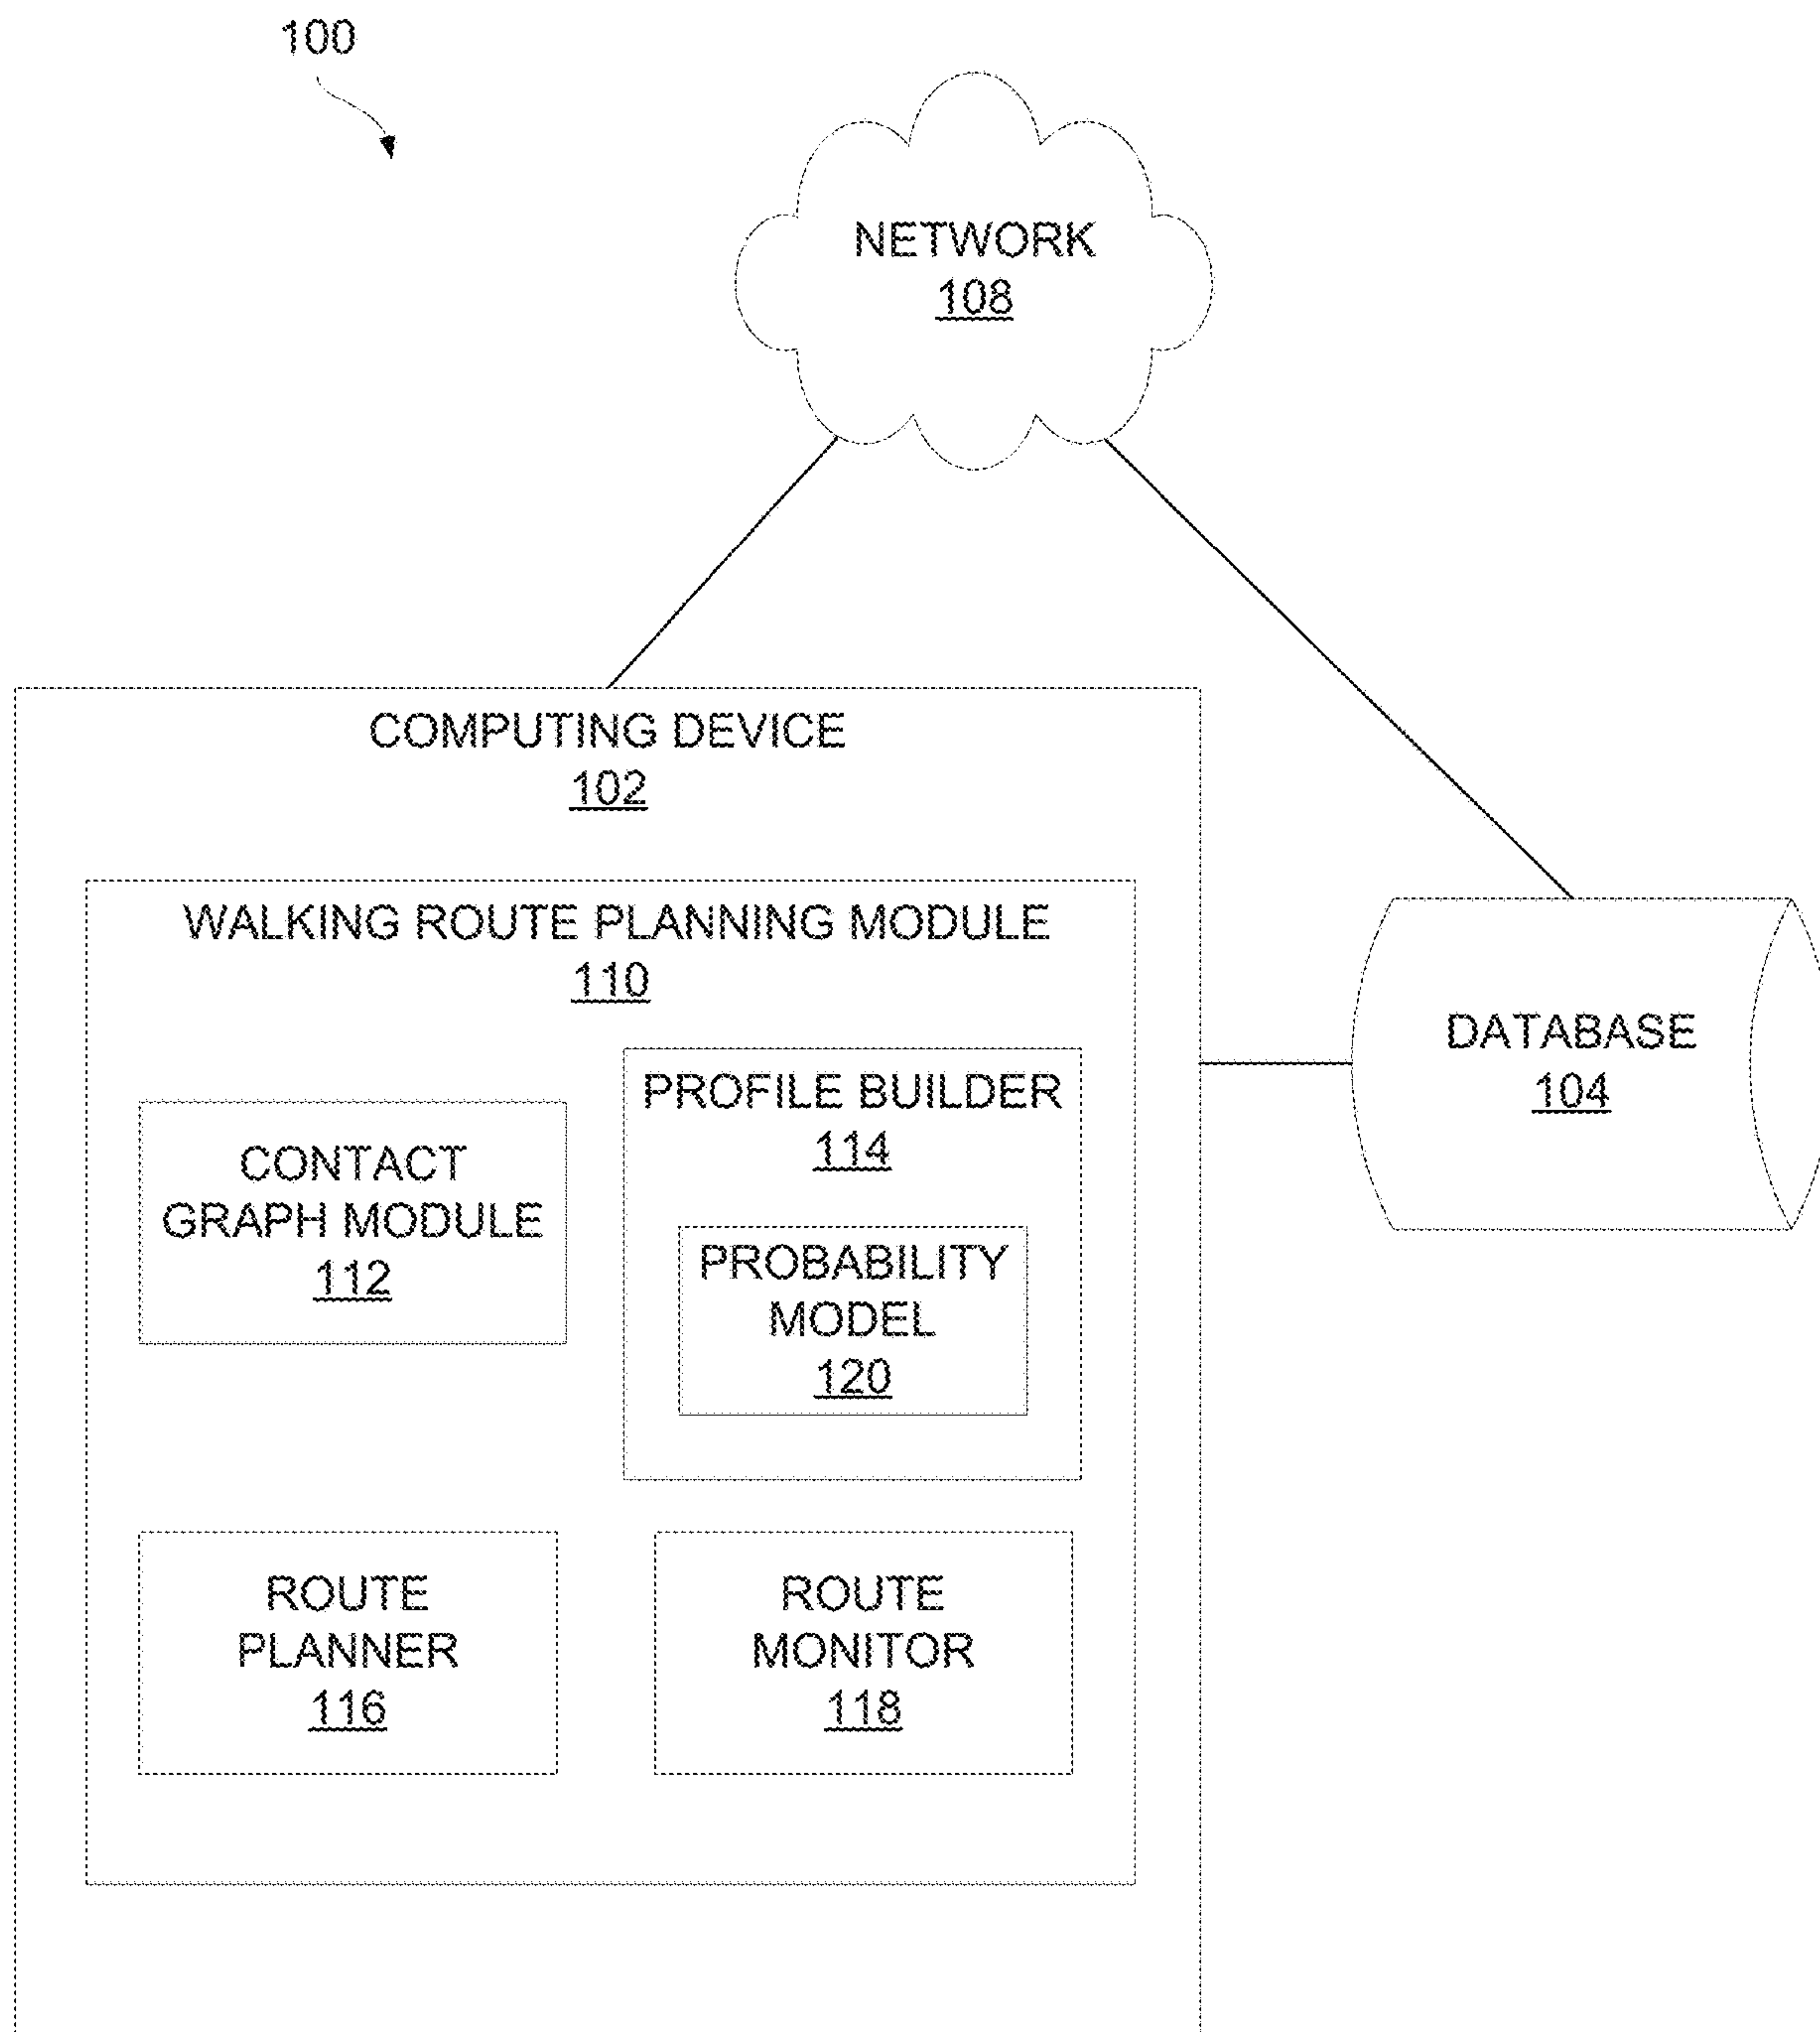 100
NETWORK
108
COMPUTING DEVICE
102
WALKING ROUTE PLANNING MODULE
110
CONTACT
GRAPH MODULE
112
PROFILE BUILDER
114
PROBABILITY
MODEL
120
ROUTE
PLANNER
116
ROUTE
MONITOR
118
DATABASE
104